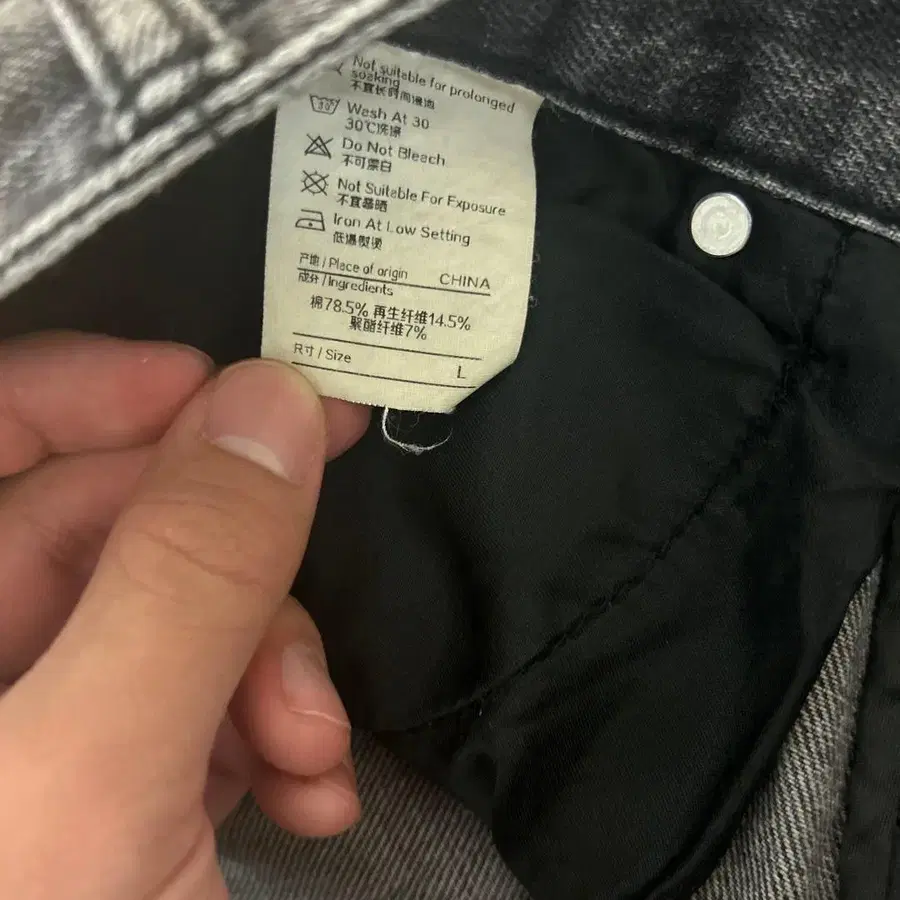 Not suitable for prolonged
soaking
不宜长时间浸泡
30°
Wash At 30
30℃洗涤
Do Not Bleach
不可漂白
Not Suitable For Exposure
不宜暴晒
Iron At Low Setting
低温熨烫
产地 / Place of origin CHINA
成分 / Ingredients
棉78.5% 再生纤维14.5%
聚酯纤维7%
尺寸 / Size L